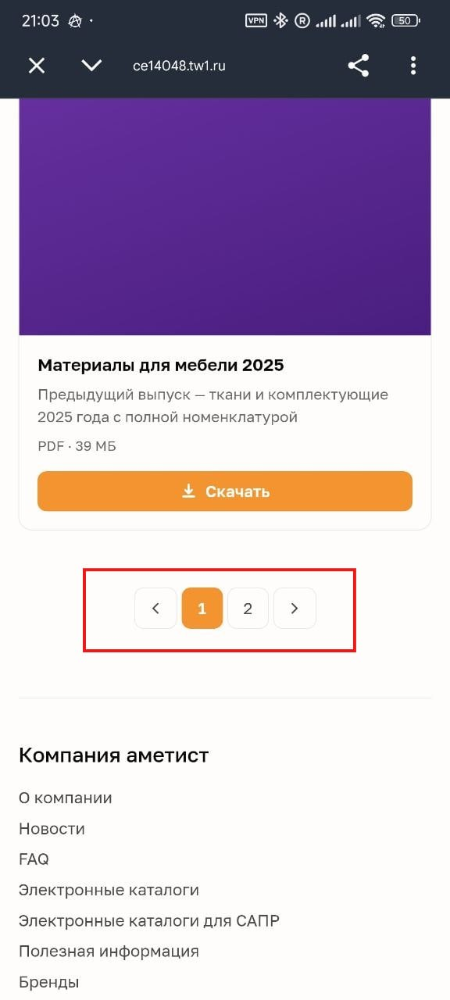 21:03
VPN
R
50
ce14048.tw1.ru
Материалы для мебели 2025
Предыдущий выпуск — ткани и комплектующие
2025 года с полной номенклатурой
PDF · 39 МБ
Скачать
1 2
Компания аметист
О компании
Новости
FAQ
Электронные каталоги
Электронные каталоги для САПР
Полезная информация
Бренды